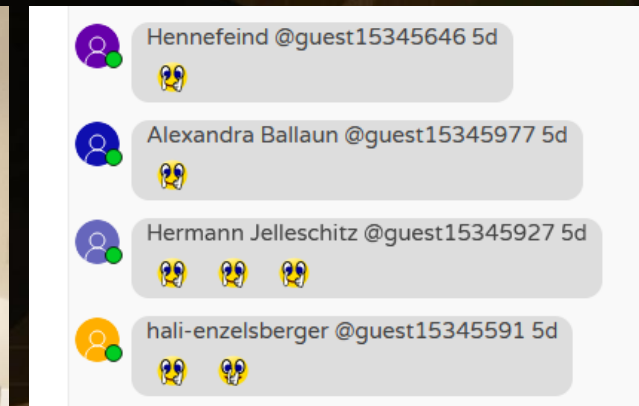 Hennefeind @guest15345646 5d
Alexandra Ballaun @guest15345977 5d
Hermann Jelleschitz @guest15345927 5d
hali-enzelsberger @guest15345591 5d